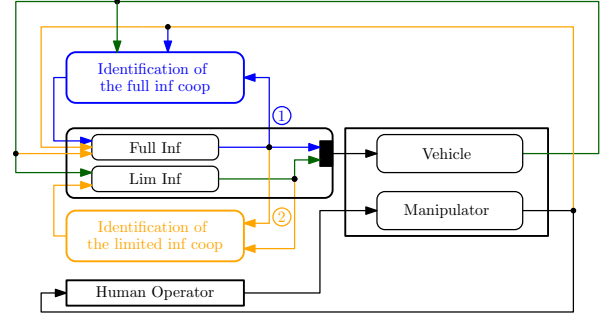 Identification of
the full inf coop
1
Full Inf
Lim Inf
Vehicle
Manipulator
2
Identification of
the limited inf coop
Human Operator